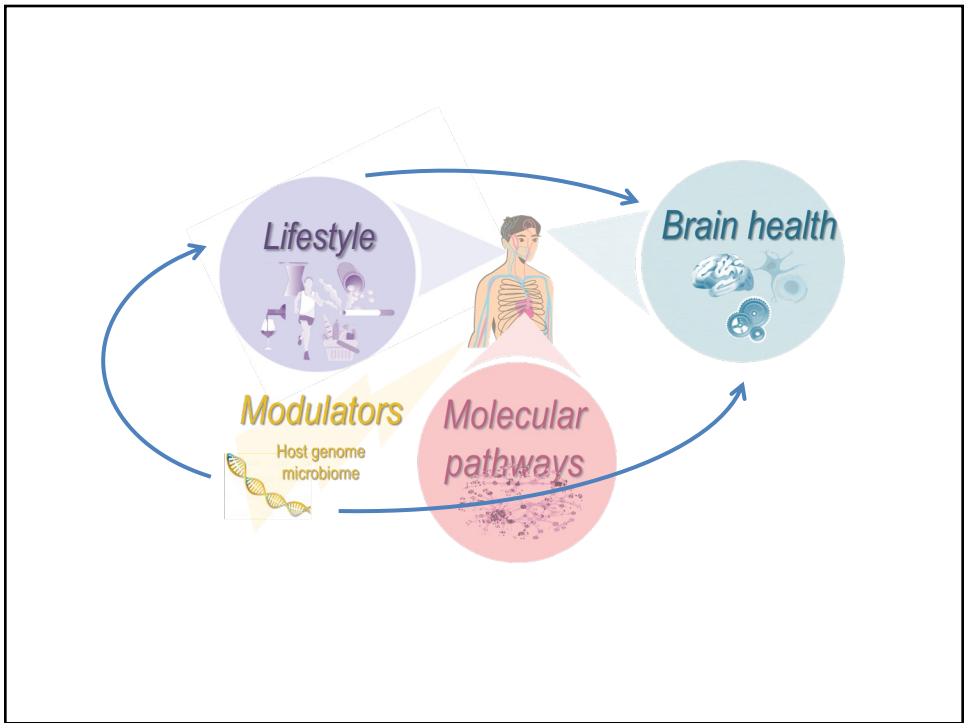 Lifestyle
Brain health
Modulators
Host genome
microbiome
Molecular
pathways